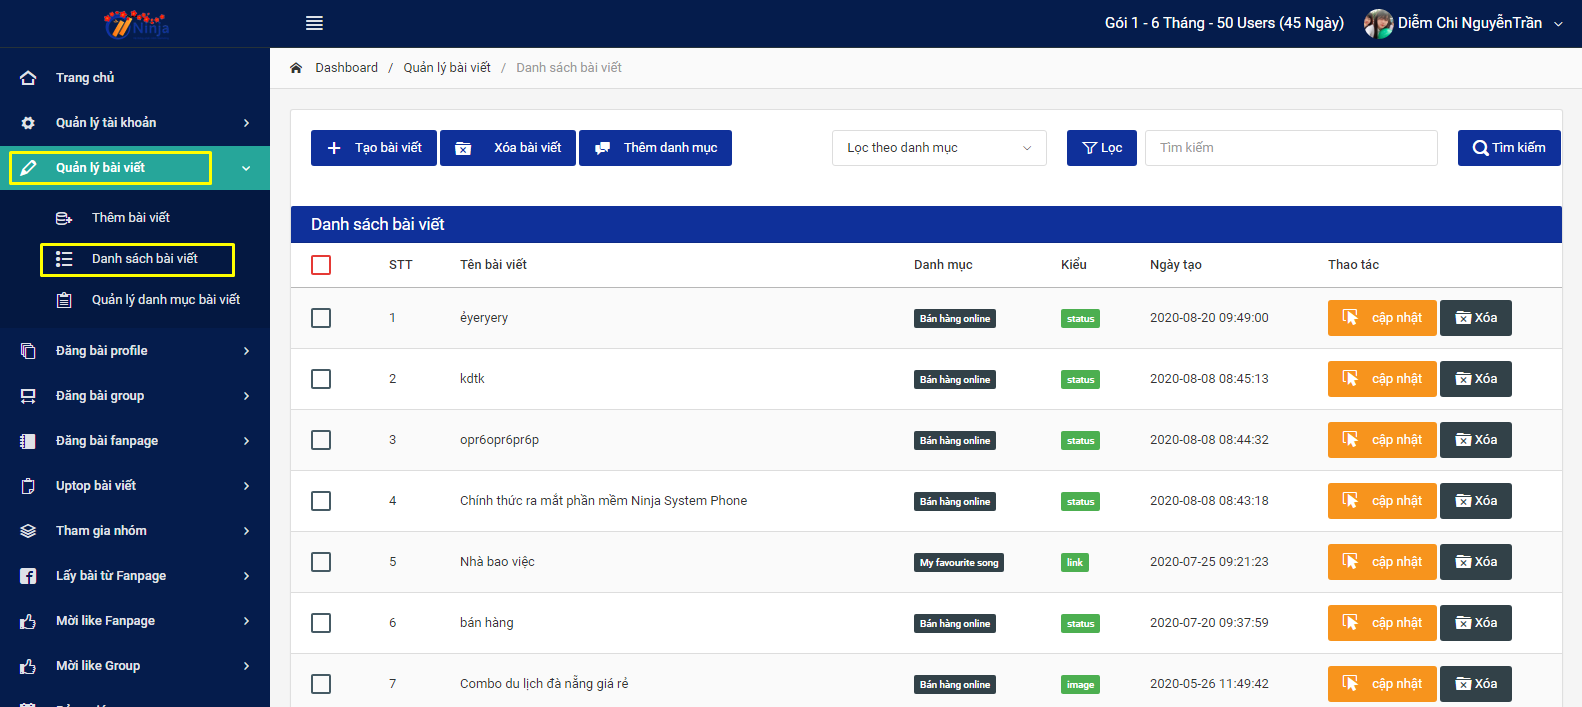 Ninja
Gói 1 - 6 Tháng - 50 Users (45 Ngày)
Diễm Chi NguyễnTrần
Trang chủ
Quản lý tài khoản
Quản lý bài viết
Thêm bài viết
Danh sách bài viết
Quản lý danh mục bài viết
Đăng bài profile
Đăng bài group
Đăng bài fanpage
Uptop bài viết
Tham gia nhóm
Lấy bài từ Fanpage
Mời like Fanpage
Mời like Group
Dashboard / Quản lý bài viết / Danh sách bài viết
Tạo bài viết Xóa bài viết Thêm danh mục Lọc theo danh mục Lọc Tìm kiếm Tìm kiếm
Danh sách bài viết
STT Tên bài viết Danh mục Kiểu Ngày tạo Thao tác
1 ẻyeryery Bán hàng online status 2020-08-20 09:49:00 cập nhật Xóa
2 kdtk Bán hàng online status 2020-08-08 08:45:13 cập nhật Xóa
3 opr6opr6pr6p Bán hàng online status 2020-08-08 08:44:32 cập nhật Xóa
4 Chính thức ra mắt phần mềm Ninja System Phone Bán hàng online status 2020-08-08 08:43:18 cập nhật Xóa
5 Nhà bao việc My favourite song link 2020-07-25 09:21:23 cập nhật Xóa
6 bán hàng Bán hàng online status 2020-07-20 09:37:59 cập nhật Xóa
7 Combo du lịch đà nẵng giá rẻ Bán hàng online image 2020-05-26 11:49:42 cập nhật Xóa